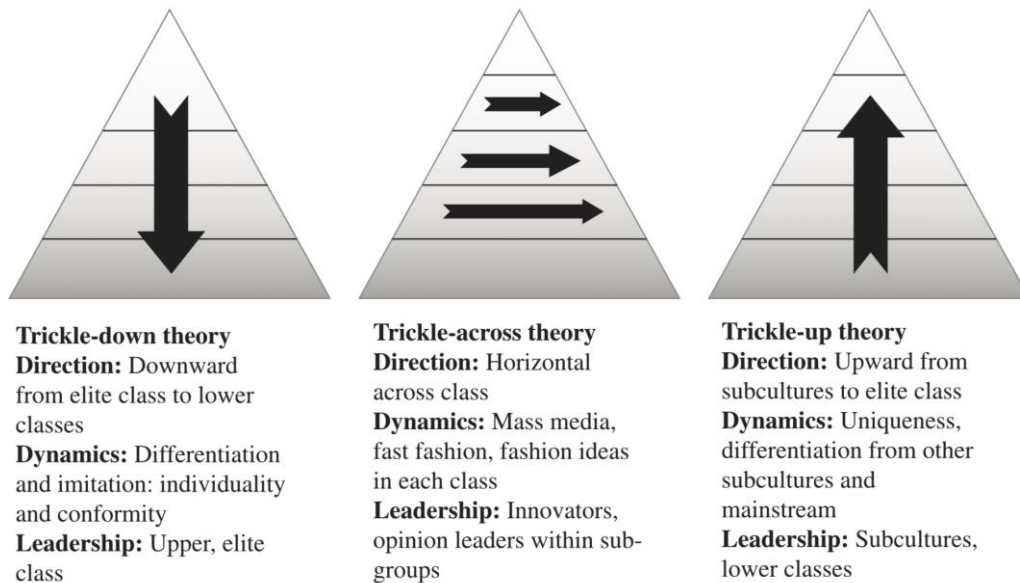 Trickle-down theory
Direction: Downward
from elite class to lower
classes
Dynamics: Differentiation
and imitation: individuality
and conformity
Leadership: Upper, elite
class
Trickle-across theory
Direction: Horizontal
across class
Dynamics: Mass media,
fast fashion, fashion ideas
in each class
Leadership: Innovators,
opinion leaders within sub-
groups
Trickle-up theory
Direction: Upward from
subcultures to elite class
Dynamics: Uniqueness,
differentiation from other
subcultures and
mainstream
Leadership: Subcultures,
lower classes